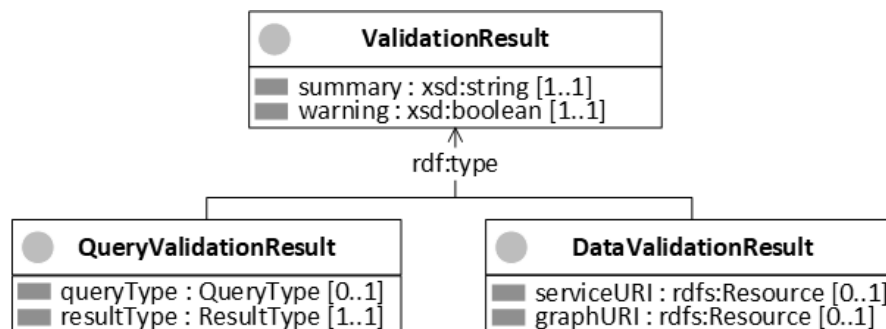 ValidationResult
summary : xsd:string [1..1]
warning : xsd:boolean [1..1]
rdf:type
QueryValidationResult
queryType : QueryType [0..1]
resultType : ResultType [1..1]
DataValidationResult
serviceURI : rdfs:Resource [0..1]
graphURI : rdfs:Resource [0..1]